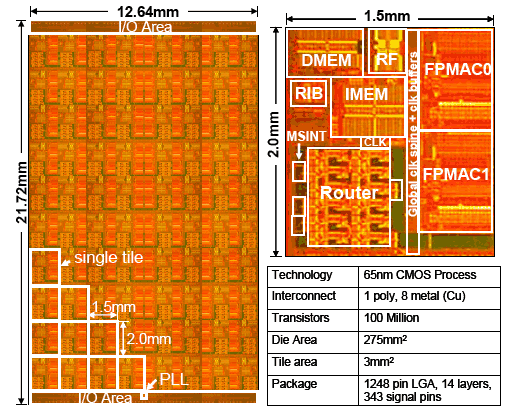 12.64mm
I/O Area
21.72mm
single tile
1.5mm
2.0mm
PLL
I/O Area
1.5mm
2.0mm
DMEM
RF
RIB
IMEM
MSINT
CLK
Router
Global clk spine + clk buffers
FPMAC0
FPMAC1
Technology 65nm CMOS Process
Interconnect 1 poly, 8 metal (Cu)
Transistors 100 Million
Die Area 275mm²
Tile area 3mm²
Package 1248 pin LGA, 14 layers,
343 signal pins